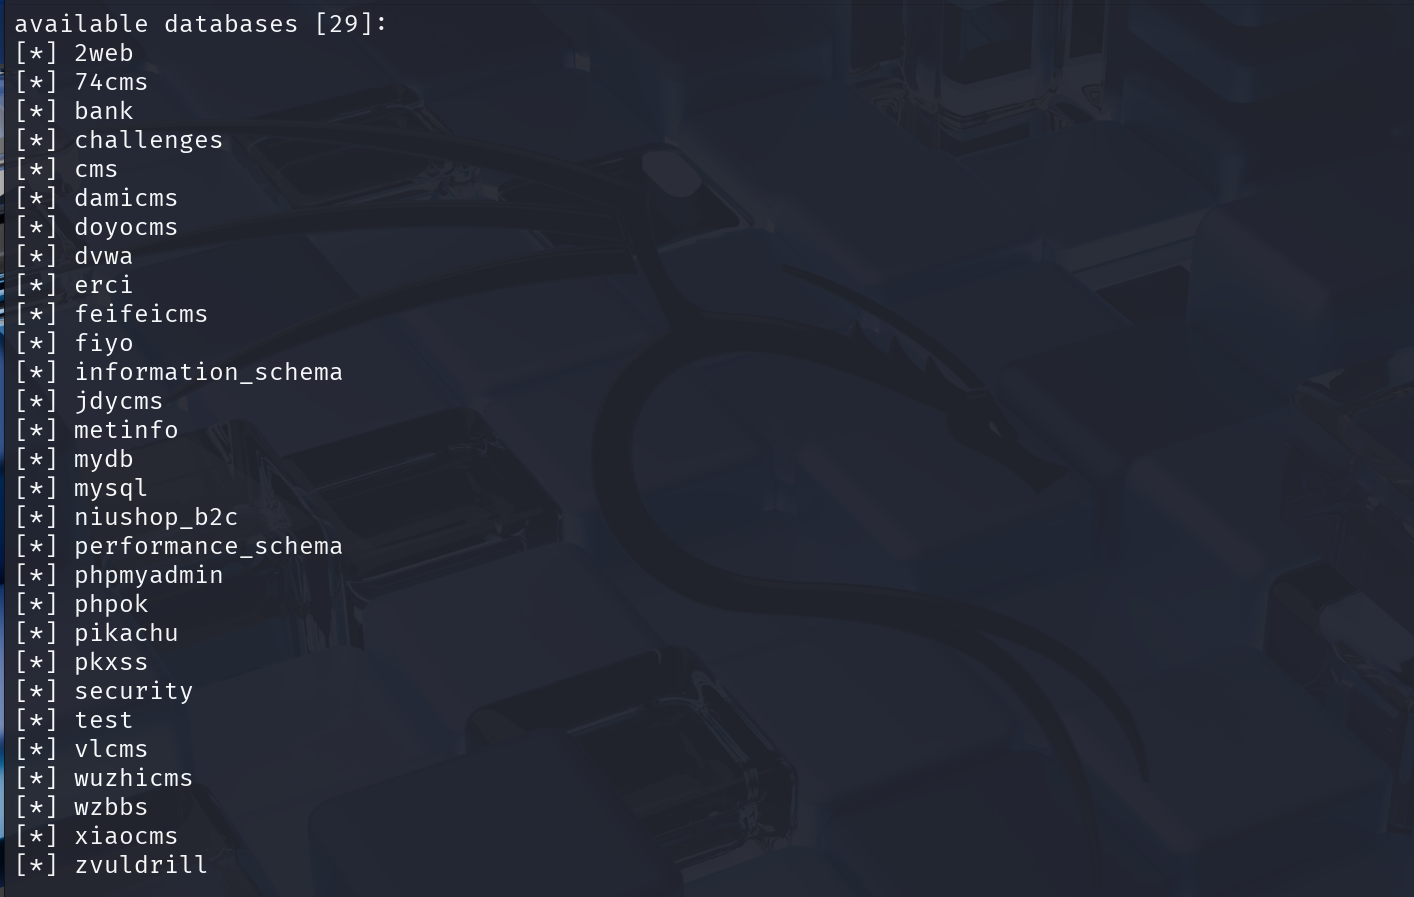 available databases [29]:
[*] 2web
[*] 74cms
[*] bank
[*] challenges
[*] cms
[*] damicms
[*] doyocms
[*] dvwa
[*] erci
[*] feifeicms
[*] fiyo
[*] information_schema
[*] jdycms
[*] metinfo
[*] mydb
[*] mysql
[*] niushop_b2c
[*] performance_schema
[*] phpmyadmin
[*] phpok
[*] pikachu
[*] pkxss
[*] security
[*] test
[*] vlcms
[*] wuzhicms
[*] wzbbs
[*] xiaocms
[*] zvuldrill